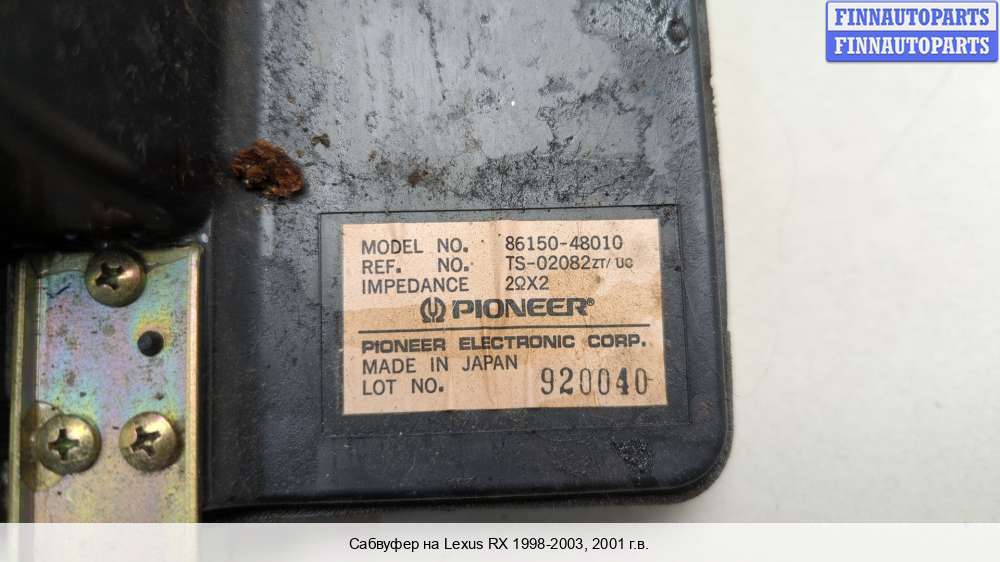 FINNAUTOPARTS
FINNAUTOPARTS
MODEL NO. 86150-48010
REF. NO. TS-02082ZT/UC
IMPEDANCE 2ΩX2
PIONEER®
PIONEER ELECTRONIC CORP.
MADE IN JAPAN
LOT NO. 920040
Сабвуфер на Lexus RX 1998-2003, 2001 г.в.